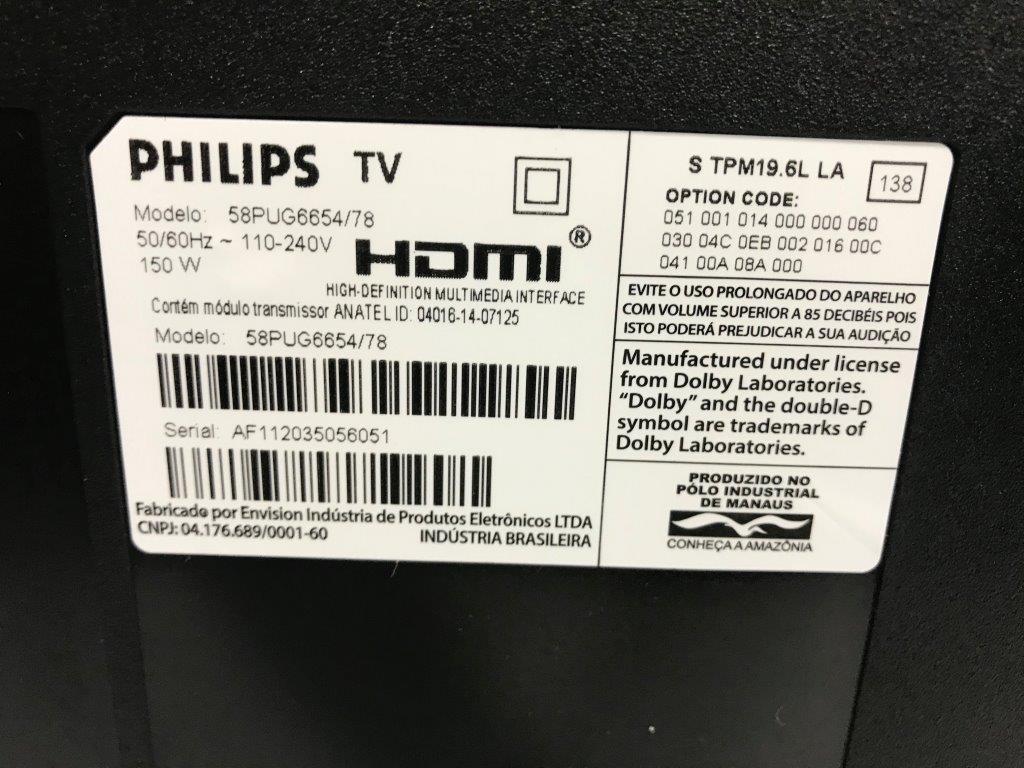 PHILIPS TV
Modelo: 58PUG6654/78
50/60Hz ~ 110-240V
150 W
HDMI®
HIGH-DEFINITION MULTIMEDIA INTERFACE
Contém módulo transmissor ANATEL ID: 04016-14-07125
Modelo: 58PUG6654/78
Serial: AF112035056051
Fabricado por Envision Indústria de Produtos Eletrônicos LTDA
CNPJ: 04.176.689/0001-60 INDÚSTRIA BRASILEIRA
S TPM19.6L LA 138
OPTION CODE:
051 001 014 000 000 060
030 04C 0EB 002 016 00C
041 00A 08A 000
EVITE O USO PROLONGADO DO APARELHO
COM VOLUME SUPERIOR A 85 DECIBÉIS POIS
ISTO PODERÁ PREJUDICAR A SUA AUDIÇÃO
Manufactured under license
from Dolby Laboratories.
"Dolby" and the double-D
symbol are trademarks of
Dolby Laboratories.
PRODUZIDO NO
PÓLO INDUSTRIAL
DE MANAUS
CONHEÇA A AMAZÔNIA